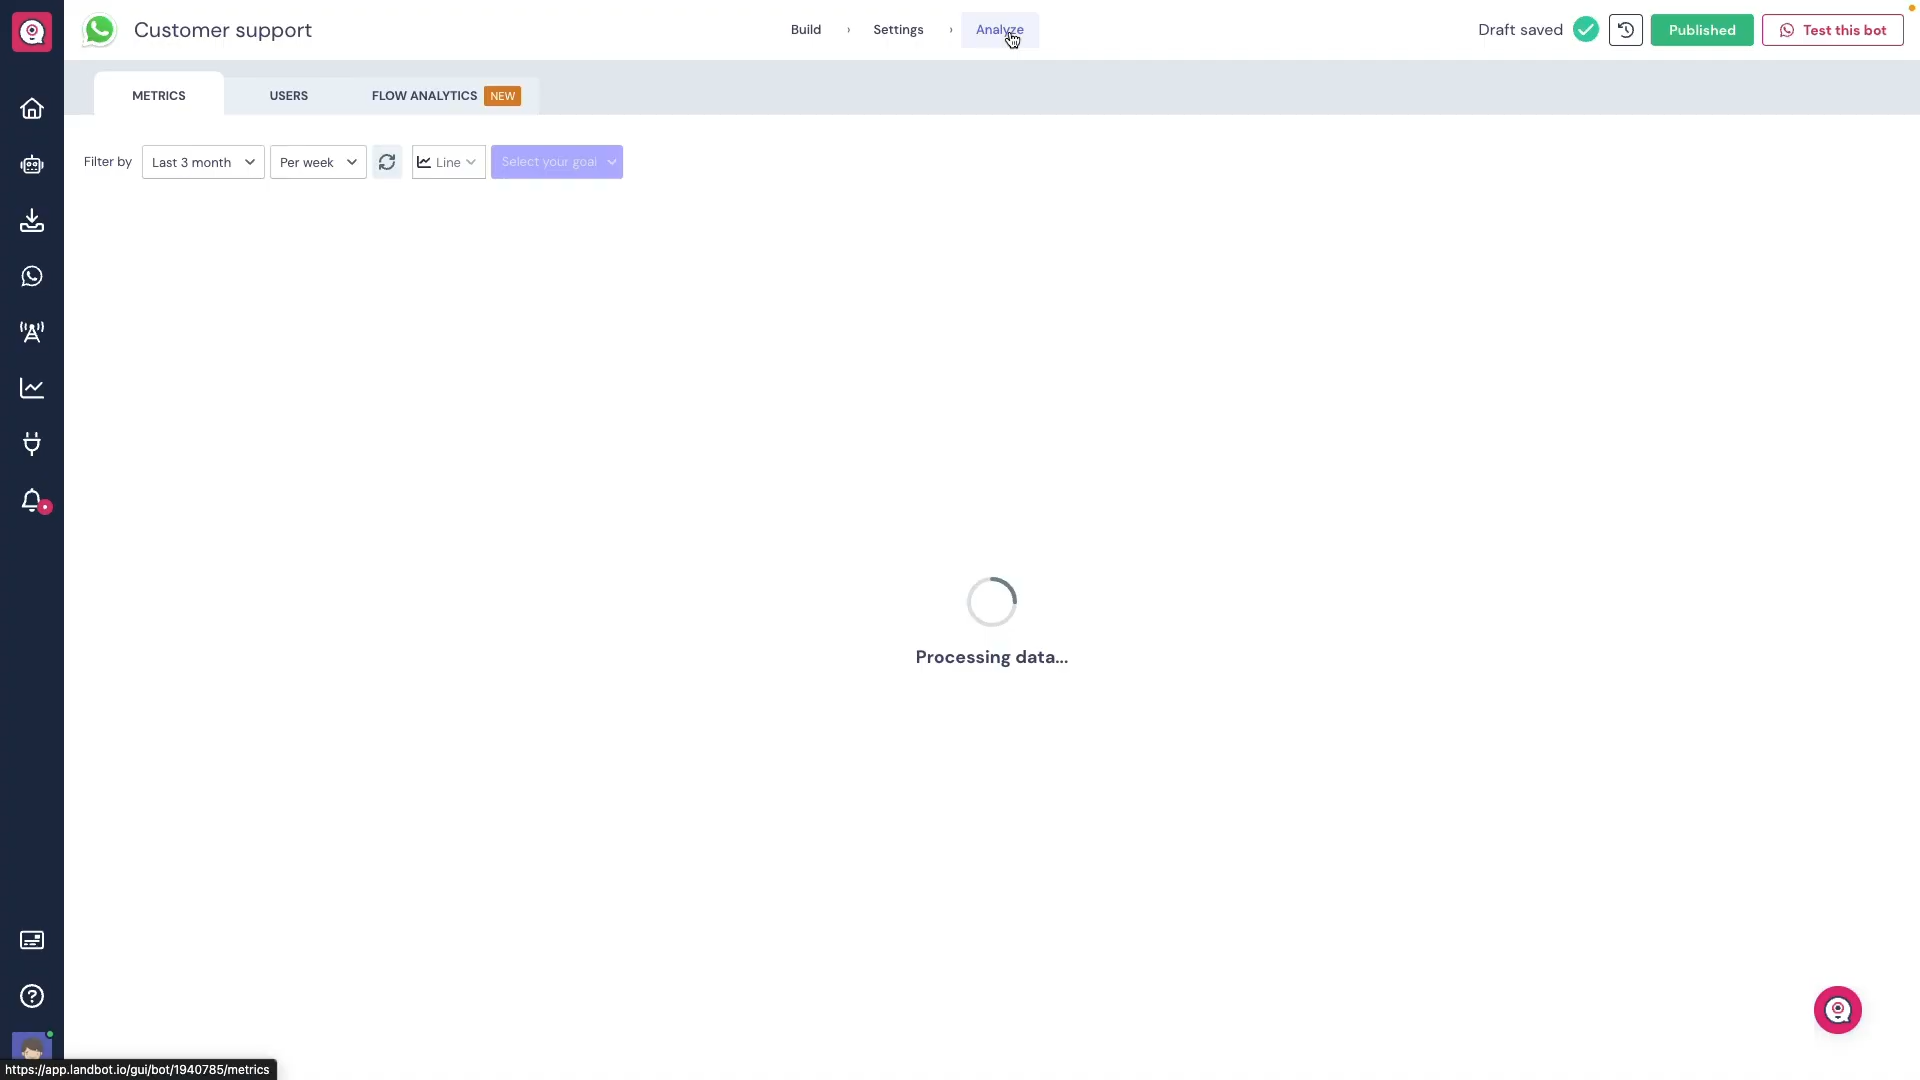 Customer support
Build
Settings
Analyze
Draft saved
Published
Test this bot
METRICS
USERS
FLOW ANALYTICS NEW
Filter by
Last 3 month
Per week
Line
Select your goal
Processing data...
https://app.landbot.io/gui/bot/1940785/metrics